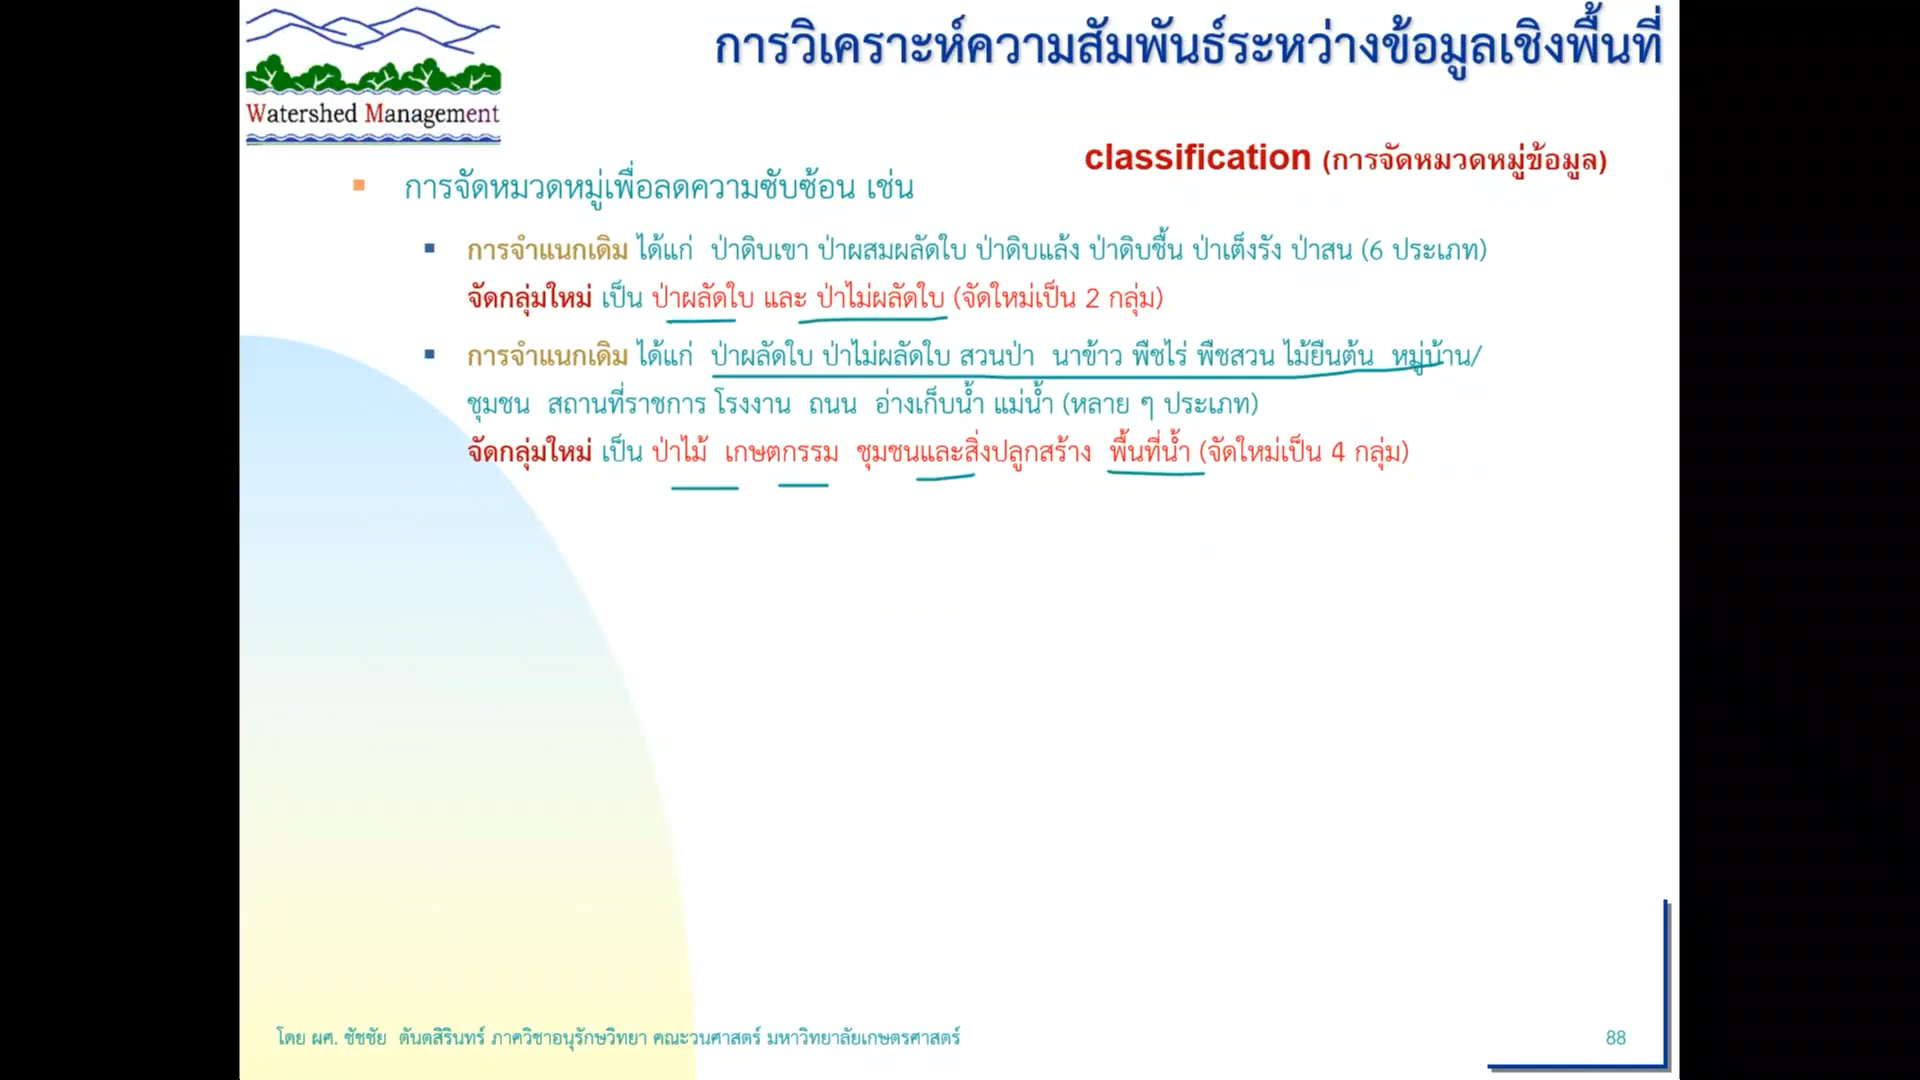 การวิเคราะห์ความสัมพันธ์ระหว่างข้อมูลเชิงพื้นที่
Watershed Management
classification (การจัดหมวดหมู่ข้อมูล)
การจัดหมวดหมู่เพื่อลดความซับซ้อน เช่น
การจำแนกเดิม ได้แก่ ป่าดิบเขา ป่าผสมผลัดใบ ป่าดิบแล้ง ป่าดิบชื้น ป่าเต็งรัง ป่าสน (6 ประเภท)
จัดกลุ่มใหม่ เป็น ป่าผลัดใบ และ ป่าไม่ผลัดใบ (จัดใหม่เป็น 2 กลุ่ม)
การจำแนกเดิม ได้แก่ ป่าผลัดใบ ป่าไม่ผลัดใบ สวนป่า นาข้าว พืชไร่ พืชสวน ไม้ยืนต้น หมู่บ้าน/
ชุมชน สถานที่ราชการ โรงงาน ถนน อ่างเก็บน้ำ แม่น้ำ (หลาย ๆ ประเภท)
จัดกลุ่มใหม่ เป็น ป่าไม้ เกษตกรรม ชุมชนและสิ่งปลูกสร้าง พื้นที่น้ำ (จัดใหม่เป็น 4 กลุ่ม)
โดย ผศ. ชัชชัย ตันตสิรินทร์ ภาควิชาอนุรักษวิทยา คณะวนศาสตร์ มหาวิทยาลัยเกษตรศาสตร์
88